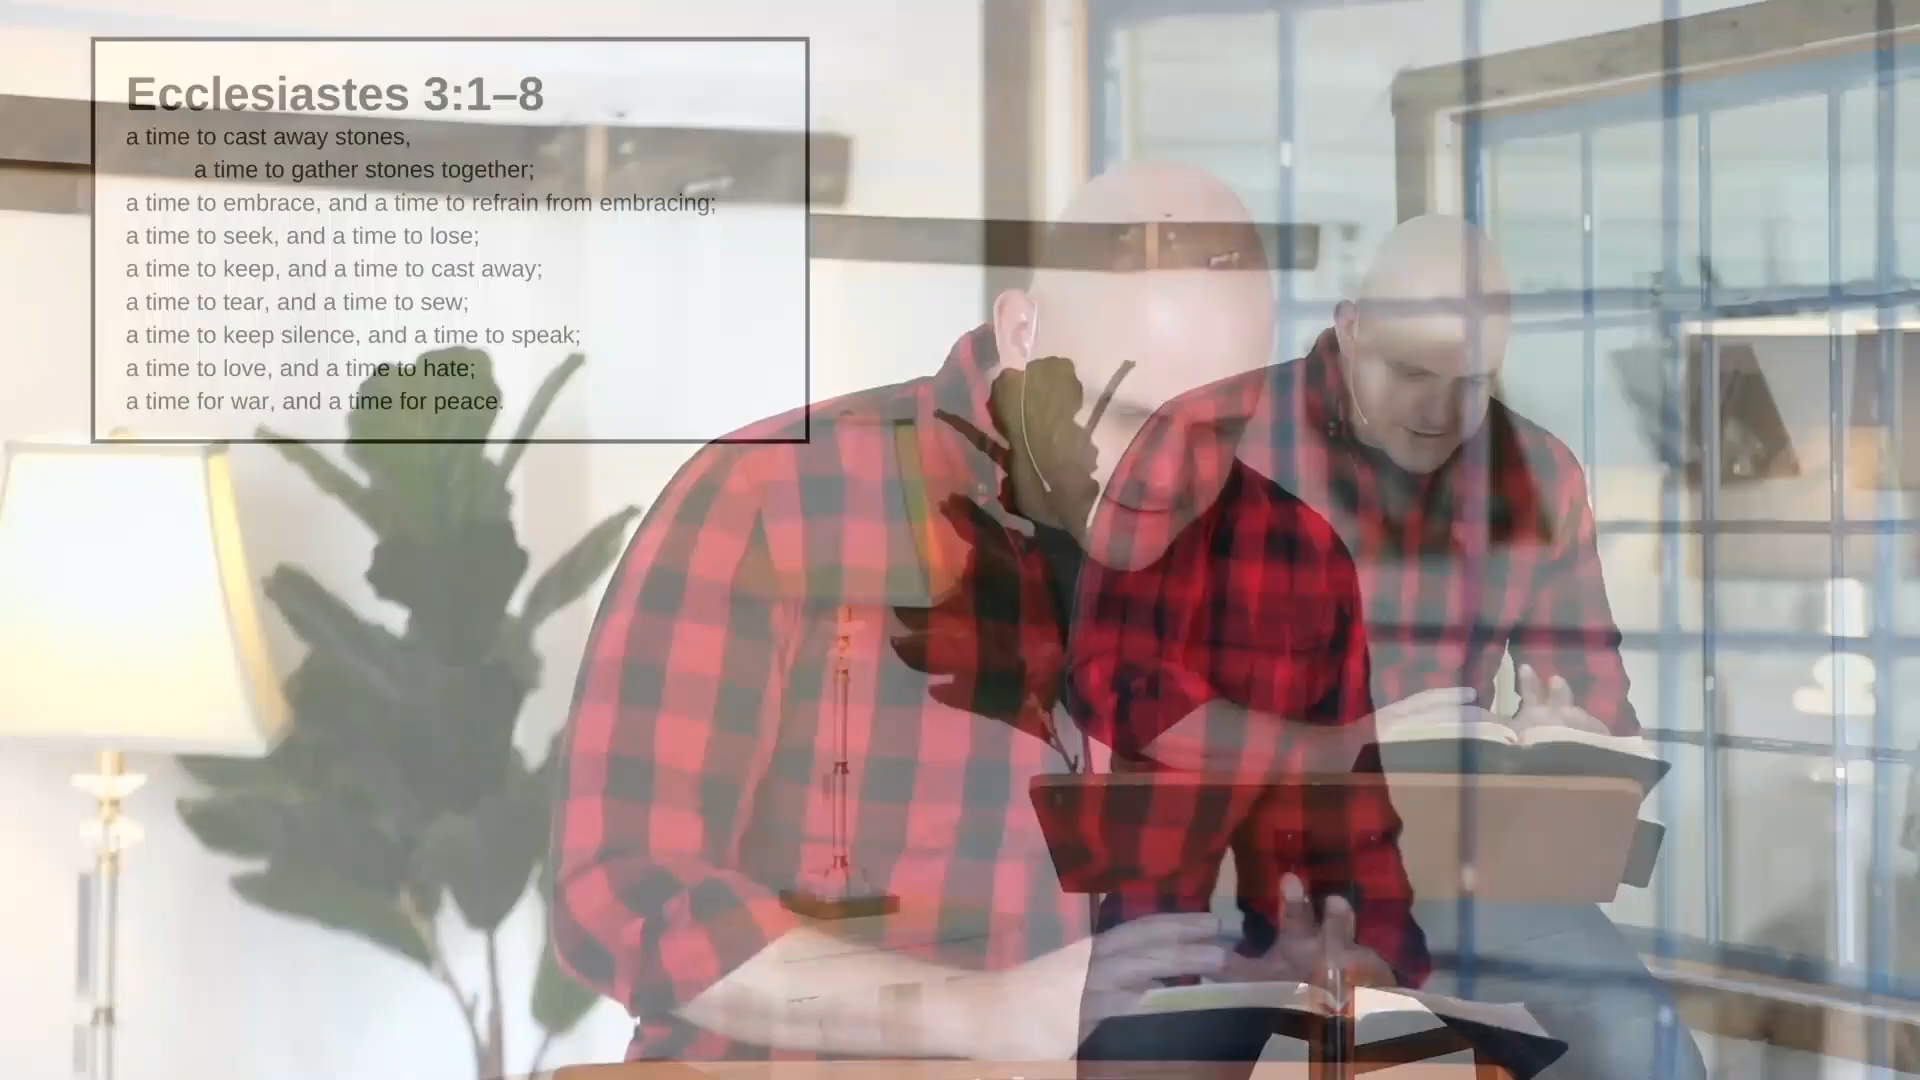 Ecclesiastes 3:1–8
a time to cast away stones,
a time to gather stones together;
a time to embrace, and a time to refrain from embracing;
a time to seek, and a time to lose;
a time to keep, and a time to cast away;
a time to tear, and a time to sew;
a time to keep silence, and a time to speak;
a time to love, and a time to hate;
a time for war, and a time for peace.